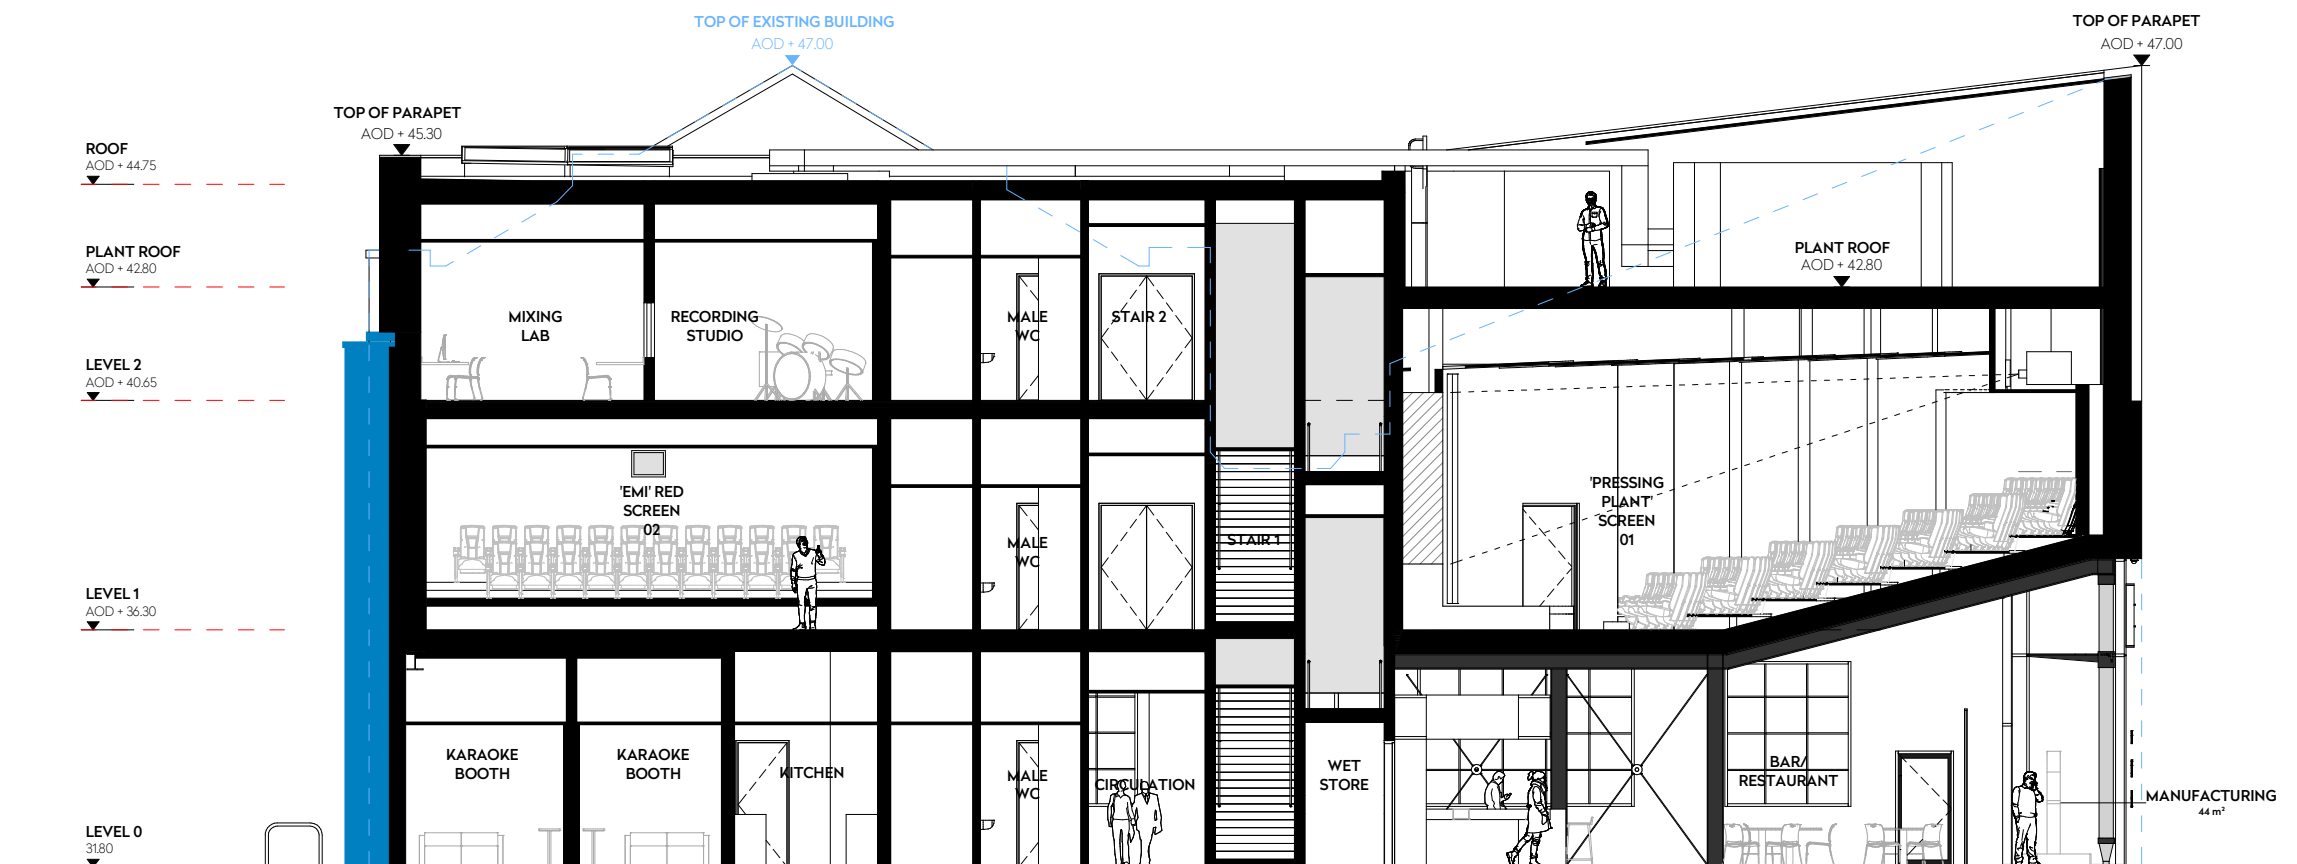 TOP OF EXISTING BUILDING
AOD + 47.00
TOP OF PARAPET
AOD + 47.00
TOP OF PARAPET
AOD + 45.30
ROOF
AOD + 44.75
PLANT ROOF
AOD + 42.80
PLANT ROOF
AOD + 42.80
MIXING
LAB
RECORDING
STUDIO
MALE
WC
STAIR 2
LEVEL 2
AOD + 40.65
'EMI' RED
SCREEN
02
'PRESSING
PLANT'
SCREEN
01
MALE
WC
STAIR 1
LEVEL 1
AOD + 36.30
KARAOKE
BOOTH
KARAOKE
BOOTH
KITCHEN
MALE
WC
CIRCULATION
WET
STORE
BAR/
RESTAURANT
MANUFACTURING
44 m²
LEVEL 0
31.80